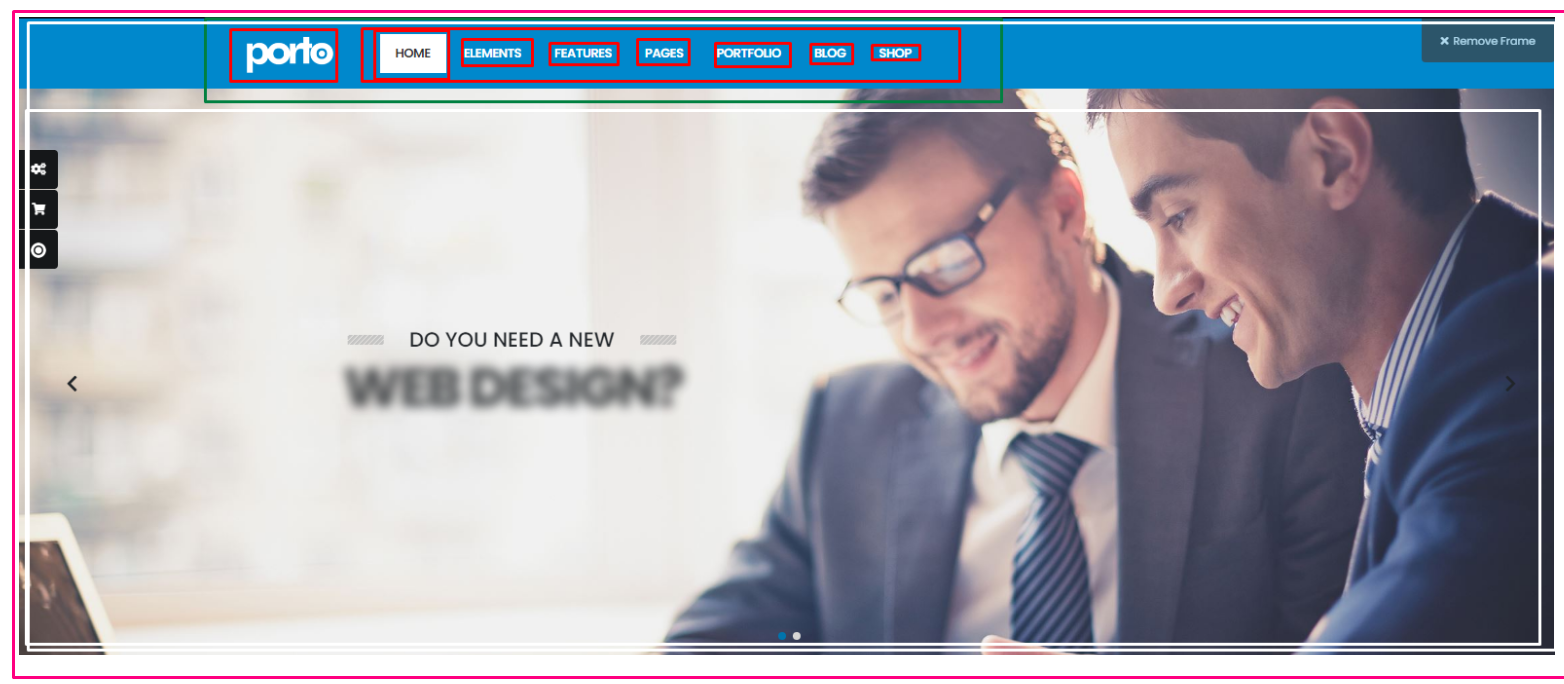 porto
HOME ELEMENTS FEATURES PAGES PORTFOLIO BLOG SHOP
× Remove Frame
DO YOU NEED A NEW
WEB DESIGN?